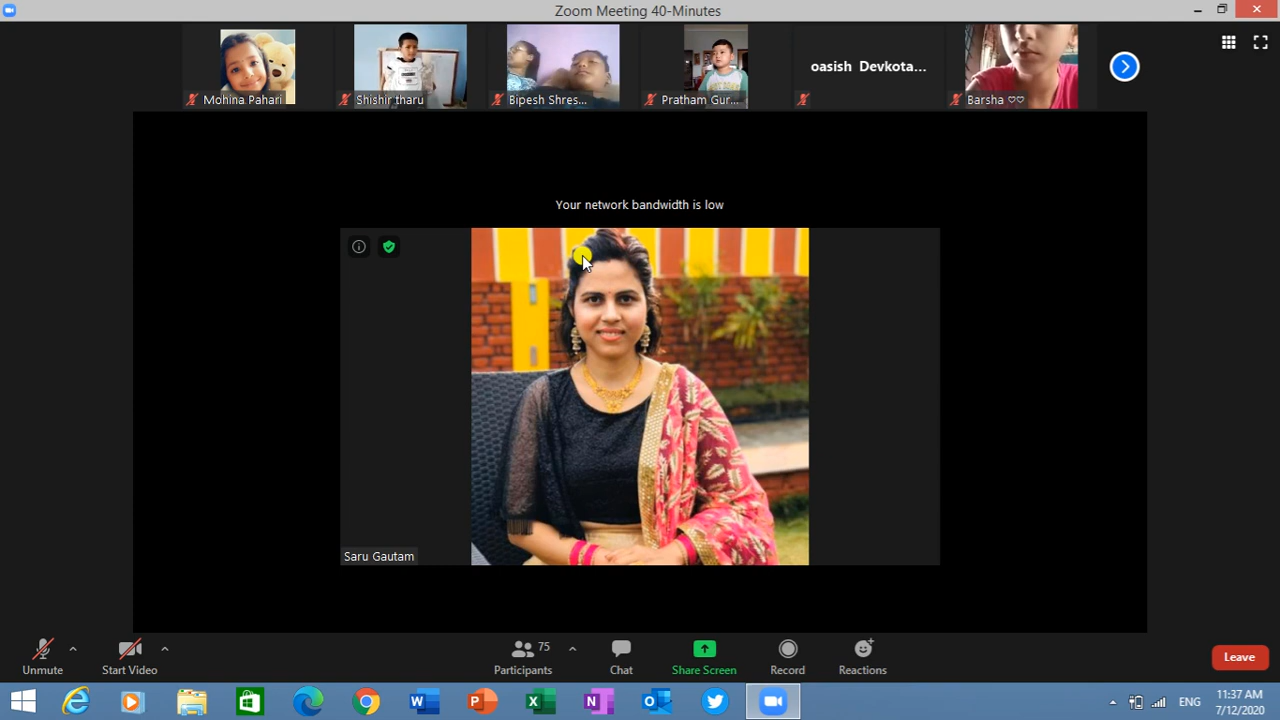 Zoom Meeting 40-Minutes
Mohina Pahari
Shishir tharu
Bipesh Shres...
Pratham Gur...
oasish Devkota...
Barsha ♡♡
Your network bandwidth is low
Saru Gautam
Unmute
Start Video
75
Participants
Chat
Share Screen
Record
Reactions
Leave
ENG
11:37 AM
7/12/2020